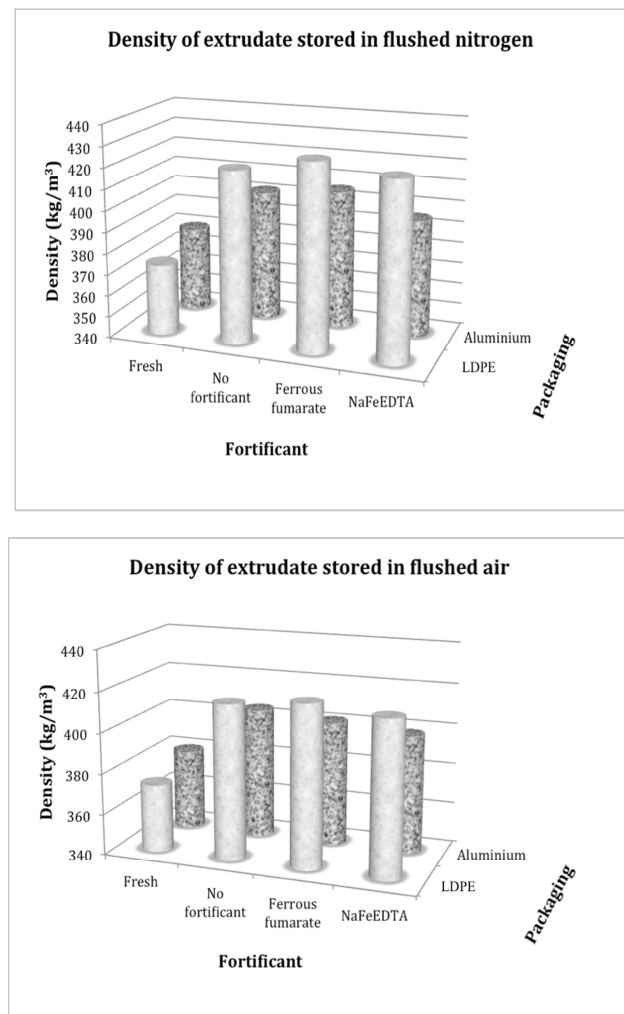 Density of extrudate stored in flushed nitrogen
440
430
420
410
400
390
380
370
360
350
340
Density (kg/m³)
Fresh
No
fortificant
Ferrous
fumarate
NaFeEDTA
Aluminium
LDPE
Packaging
Fortificant
Density of extrudate stored in flushed air
440
420
400
380
360
340
Density (kg/m³)
Fresh
No
fortificant
Ferrous
fumarate
NaFeEDTA
Aluminium
LDPE
Packaging
Fortificant